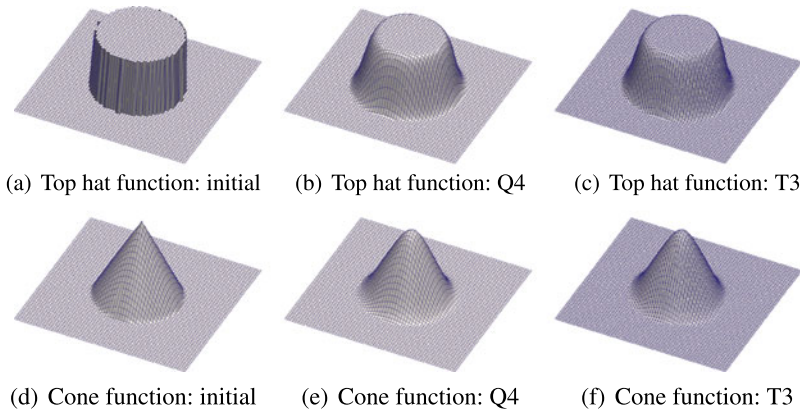 (a) Top hat function: initial
(b) Top hat function: Q4
(c) Top hat function: T3
(d) Cone function: initial
(e) Cone function: Q4
(f) Cone function: T3